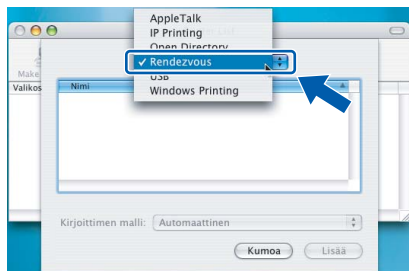 AppleTalk
IP Printing
Open Directory
✓ Rendezvous
USB
Windows Printing
Make
Valikos
Nimi
Kirjoittimen malli: Automaattinen
Kumoa
Lisää